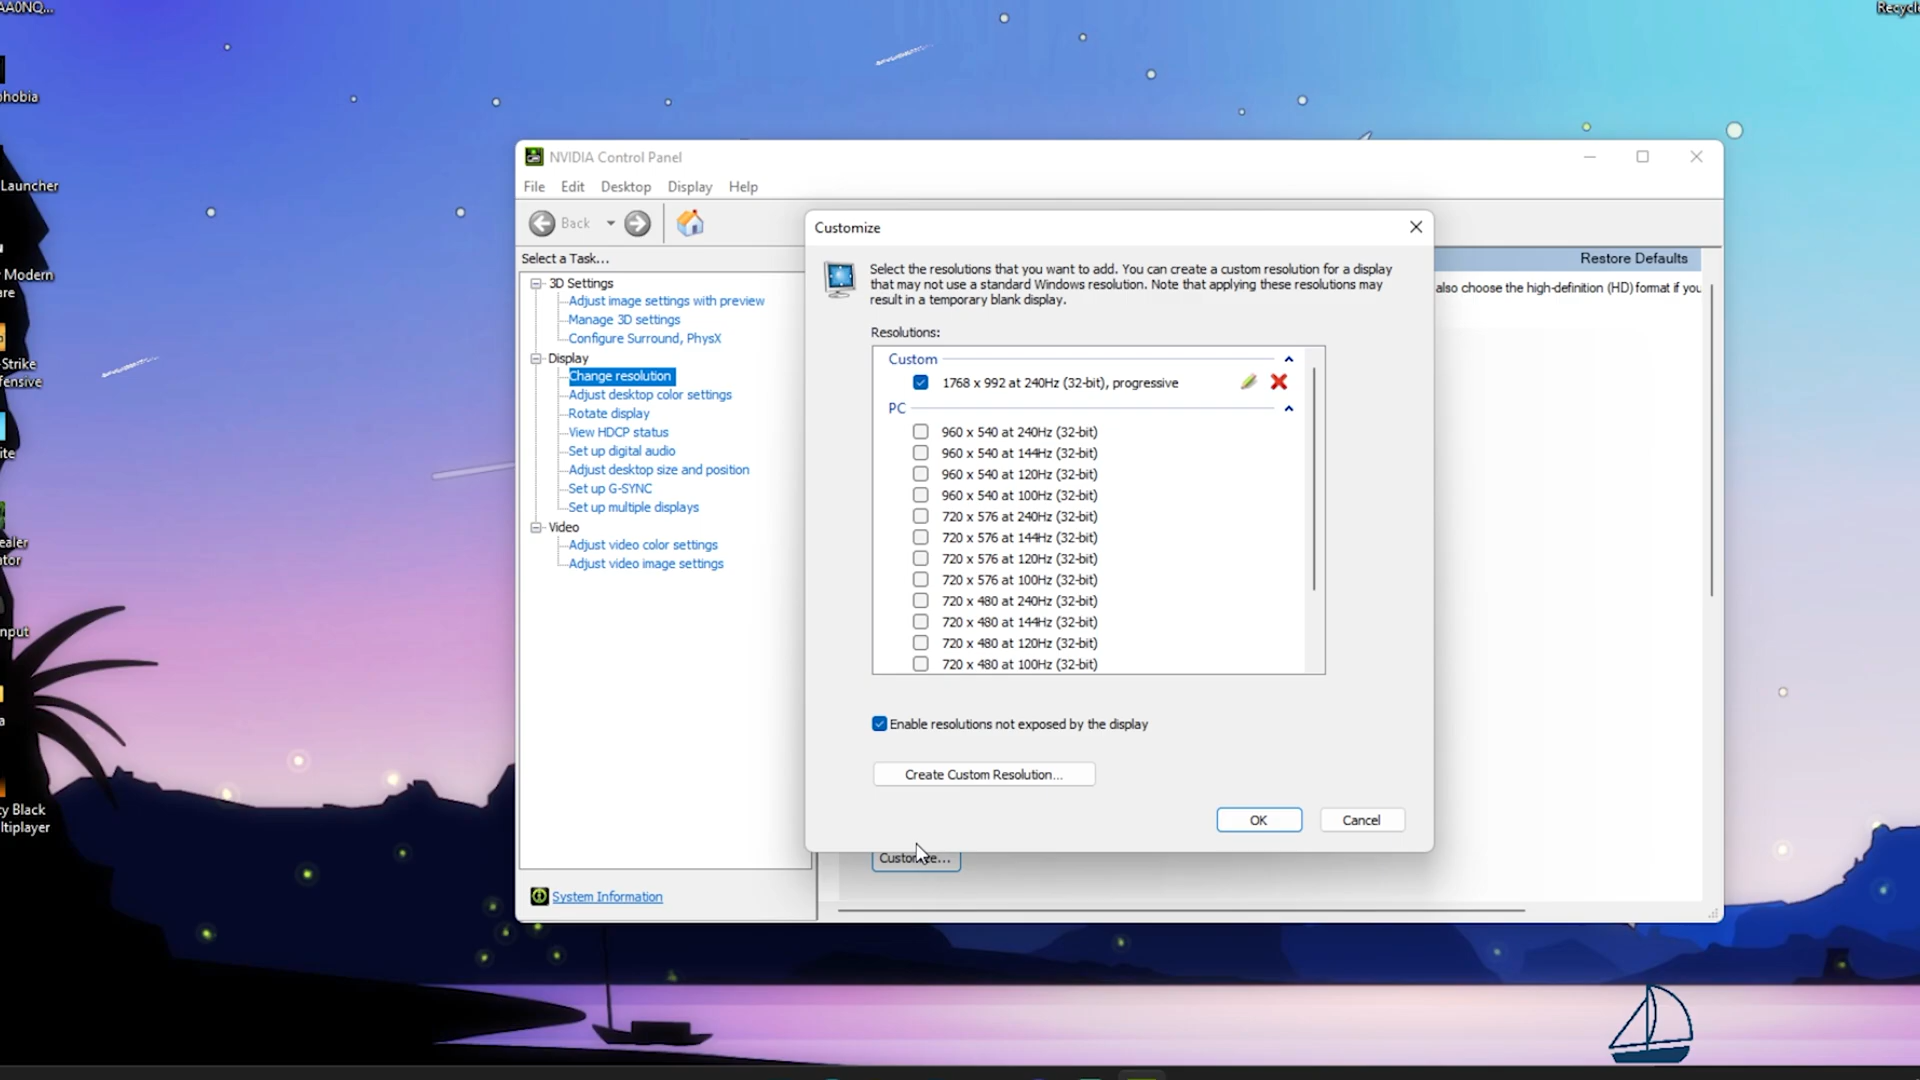 AA0NQ...
Recycle
phobia
Launcher
Modern
are
-Strike
ensive
ite
ealer
ator
nput
a
ty Black
ltiplayer
NVIDIA Control Panel
File Edit Desktop Display Help
Back
Select a Task...
3D Settings
Adjust image settings with preview
Manage 3D settings
Configure Surround, PhysX
Display
Change resolution
Adjust desktop color settings
Rotate display
View HDCP status
Set up digital audio
Adjust desktop size and position
Set up G-SYNC
Set up multiple displays
Video
Adjust video color settings
Adjust video image settings
System Information
Restore Defaults
also choose the high-definition (HD) format if you
Customize
Select the resolutions that you want to add. You can create a custom resolution for a display
that may not use a standard Windows resolution. Note that applying these resolutions may
result in a temporary blank display.
Resolutions:
Custom
1768 x 992 at 240Hz (32-bit), progressive
PC
960 x 540 at 240Hz (32-bit)
960 x 540 at 144Hz (32-bit)
960 x 540 at 120Hz (32-bit)
960 x 540 at 100Hz (32-bit)
720 x 576 at 240Hz (32-bit)
720 x 576 at 144Hz (32-bit)
720 x 576 at 120Hz (32-bit)
720 x 576 at 100Hz (32-bit)
720 x 480 at 240Hz (32-bit)
720 x 480 at 144Hz (32-bit)
720 x 480 at 120Hz (32-bit)
720 x 480 at 100Hz (32-bit)
Enable resolutions not exposed by the display
Create Custom Resolution...
OK Cancel
Customize...